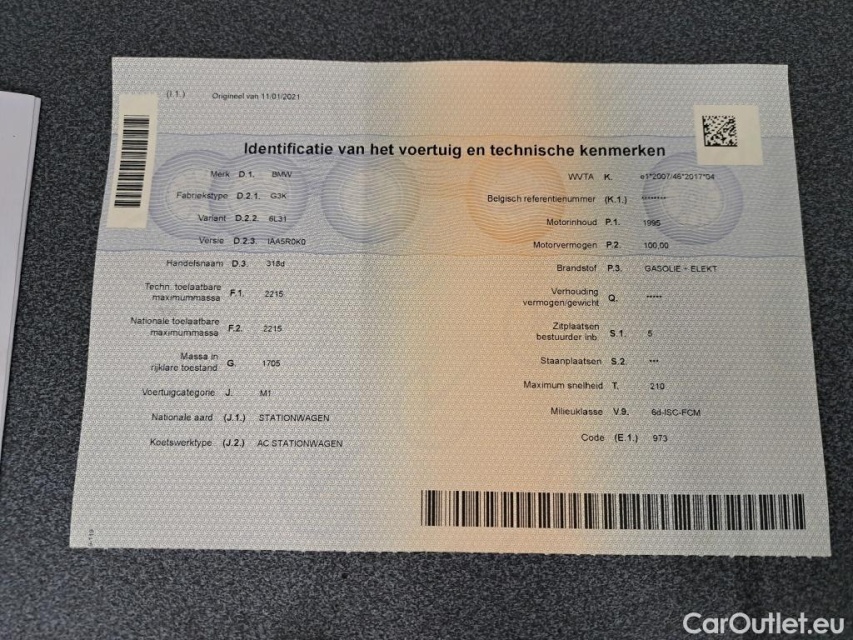 (I.1.) Origineel van 11/01/2021
Identificatie van het voertuig en technische kenmerken
Merk D.1. BMW
Fabriekstype D.2.1. G3K
Variant D.2.2. 6L31
Versie D.2.3. IAA5R0K0
Handelsnaam D.3. 318d
Techn. toelaatbare
maximummassa F.1. 2215
Nationale toelaatbare
maximummassa F.2. 2215
Massa in
rijklare toestand G. 1705
Voertuigcategorie J. M1
Nationale aard (J.1.) STATIONWAGEN
Koetswerktype (J.2.) AC STATIONWAGEN
WVTA K. e1*2007/46*2017*04
Belgisch referentienummer (K.1.) *******
Motorinhoud P.1. 1995
Motorvermogen P.2. 100,00
Brandstof P.3. GASOLIE - ELEKT
Verhouding
vermogen/gewicht Q. *****
Zitplaatsen
bestuurder inb. S.1. 5
Staanplaatsen S.2. ***
Maximum snelheid T. 210
Milieuklasse V.9. 6d-ISC-FCM
Code (E.1.) 973
CarOutlet.eu